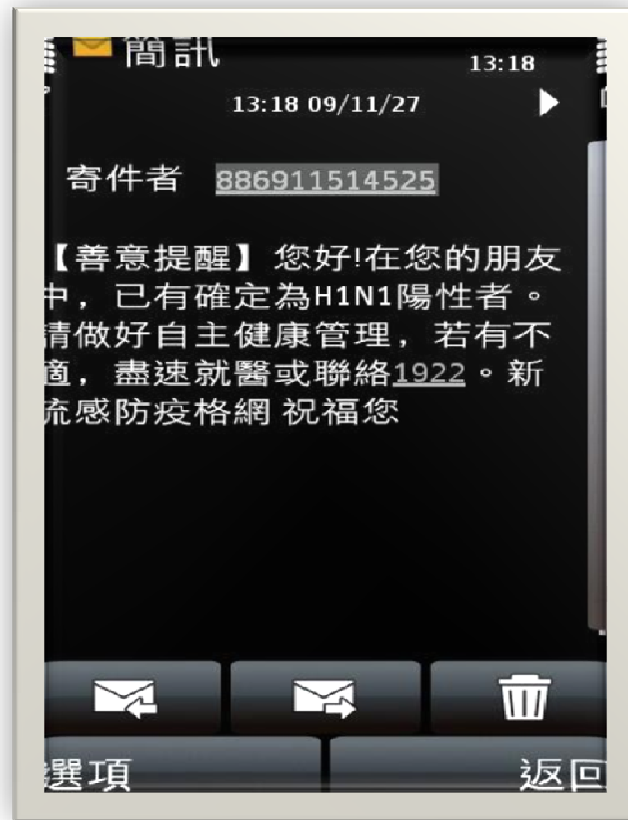 簡訊
13:18
13:18 09/11/27
寄件者 886911514525
【善意提醒】您好!在您的朋友
中，已有確定為H1N1陽性者。
請做好自主健康管理，若有不
適，盡速就醫或聯絡1922。新
流感防疫格網 祝福您
選項
返回